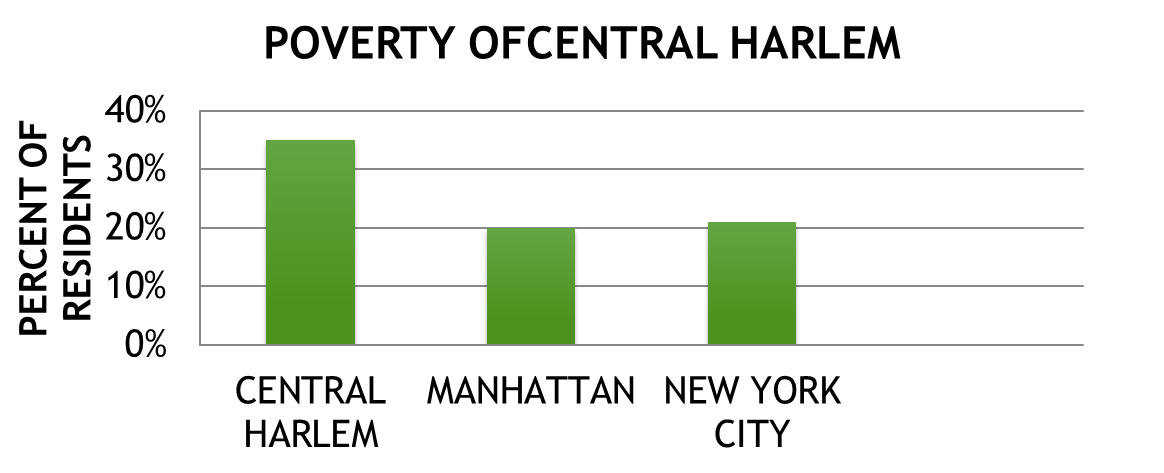 POVERTY OFCENTRAL HARLEM
PERCENT OF
RESIDENTS
40%
30%
20%
10%
0%
CENTRAL
HARLEM
MANHATTAN
NEW YORK
CITY